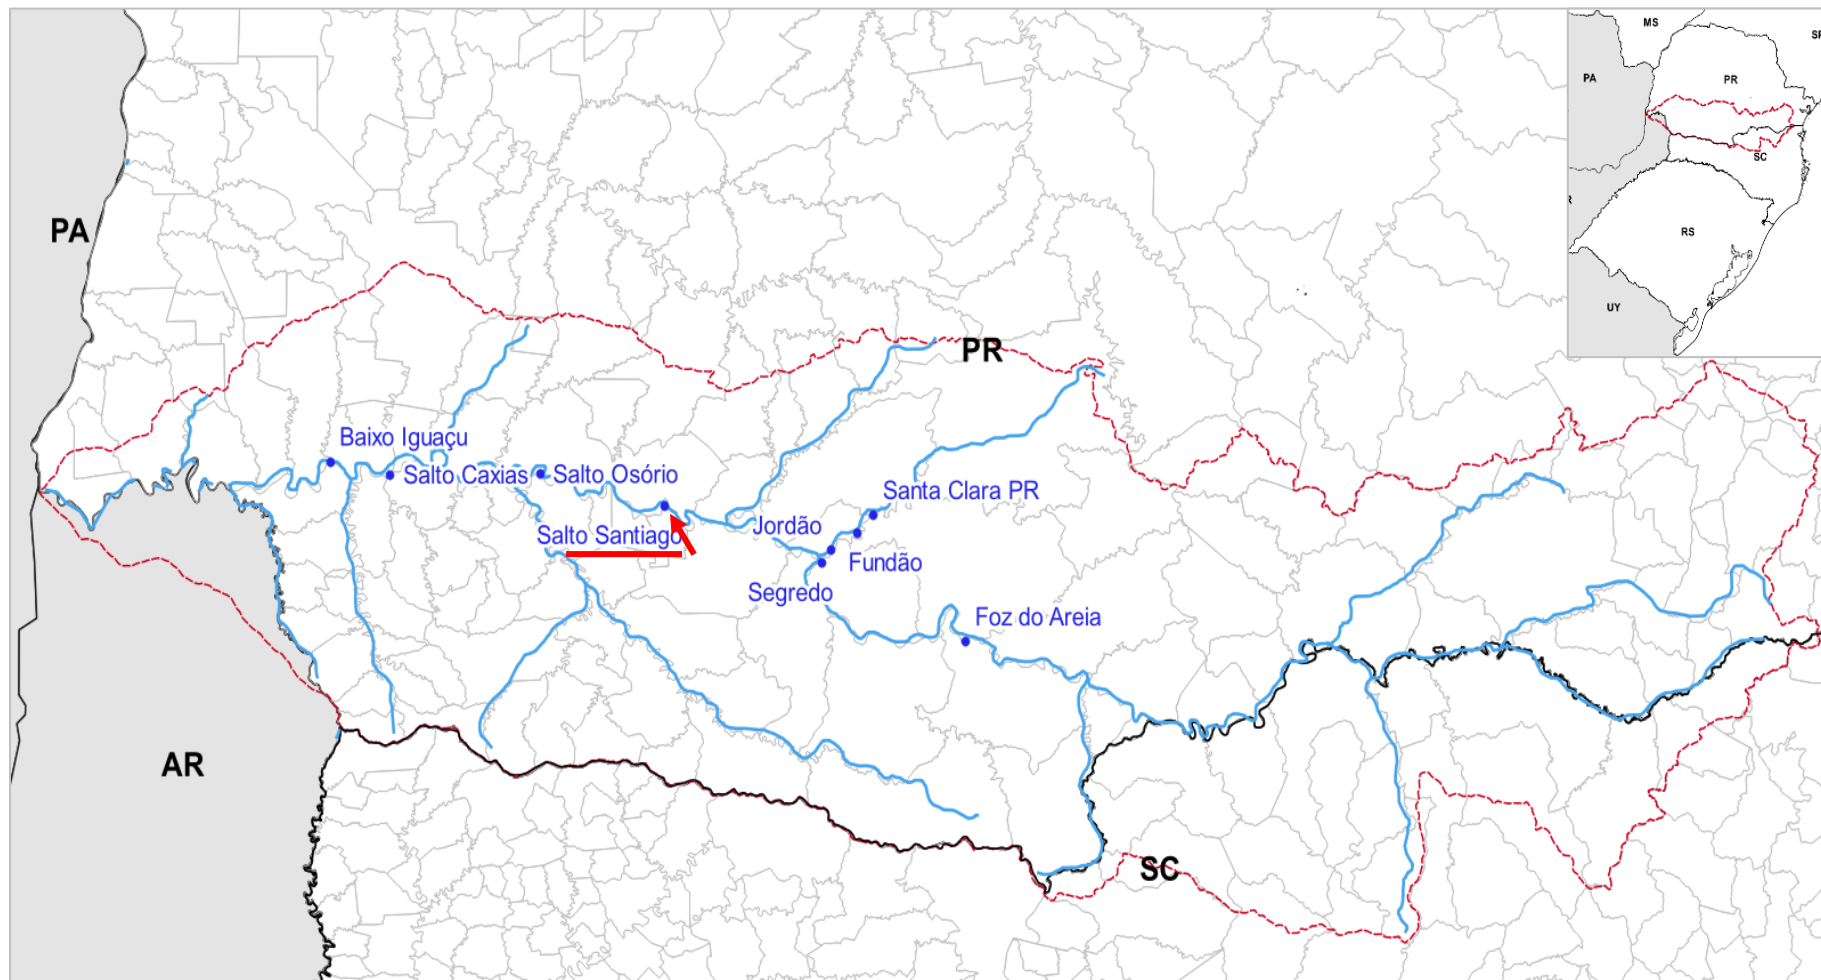 MS
SP
PA
PR
SC
R
RS
UY
PA
PR
Baixo Iguaçu
Salto Caxias
Salto Osório
Santa Clara PR
Salto Santiago
Jordão
Fundão
Segredo
Foz do Areia
AR
SC